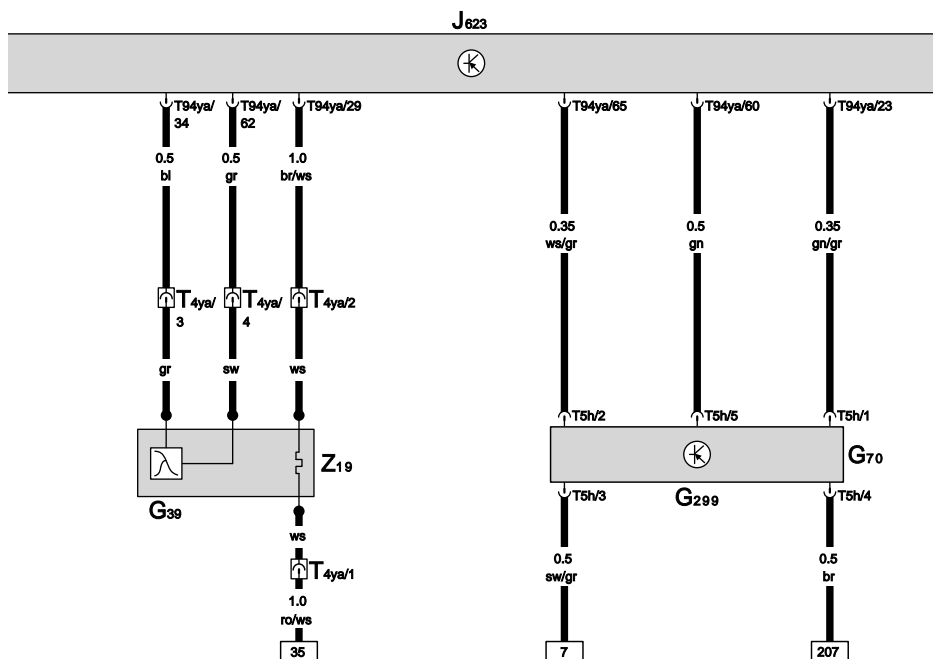 J623
T94ya/ T94ya/ T94ya/29 T94ya/65 T94ya/60 T94ya/23
34 62
0.5 0.5 1.0
bl gr br/ws
0.35 0.5 0.35
ws/gr gn gn/gr
T4ya/ T4ya/ T4ya/2
3 4
gr sw ws
T5h/2 T5h/5 T5h/1
Z19 G70
G39 G299
T5h/3 T5h/4
ws
T4ya/1
0.5 0.5
sw/gr br
1.0
ro/ws
35 7 207